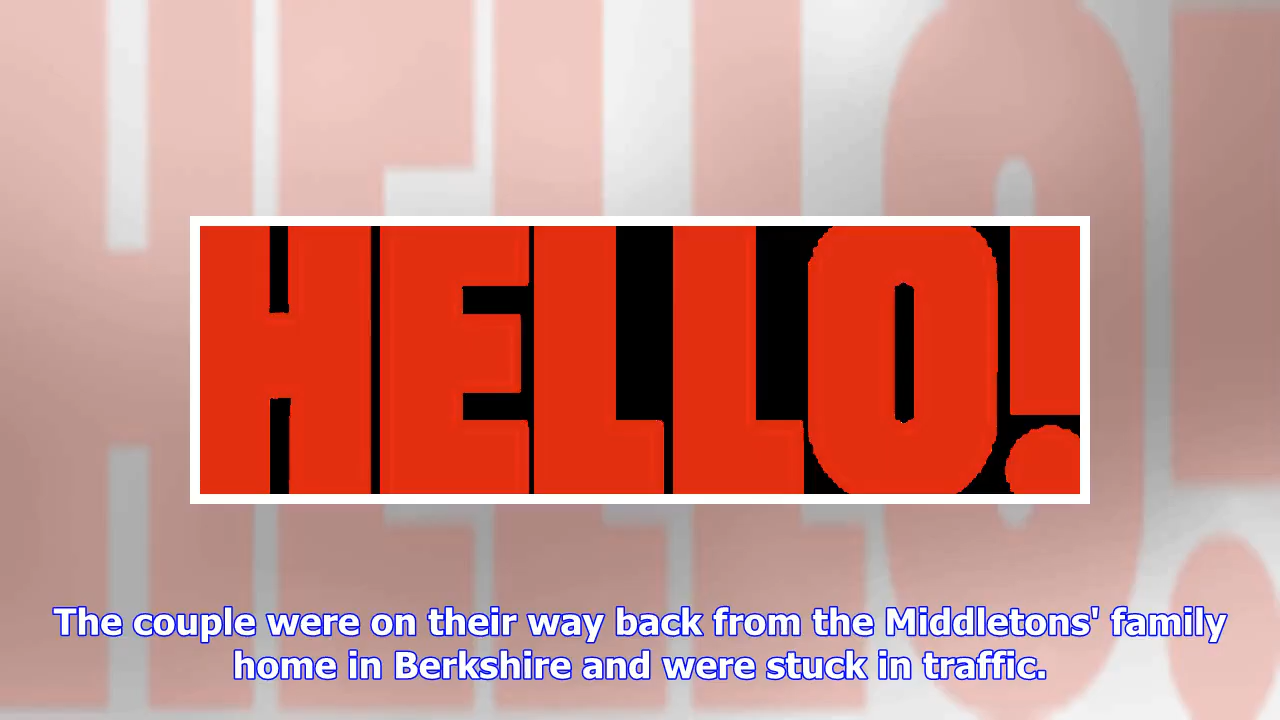 HELLO!
The couple were on their way back from the Middletons' family
home in Berkshire and were stuck in traffic.